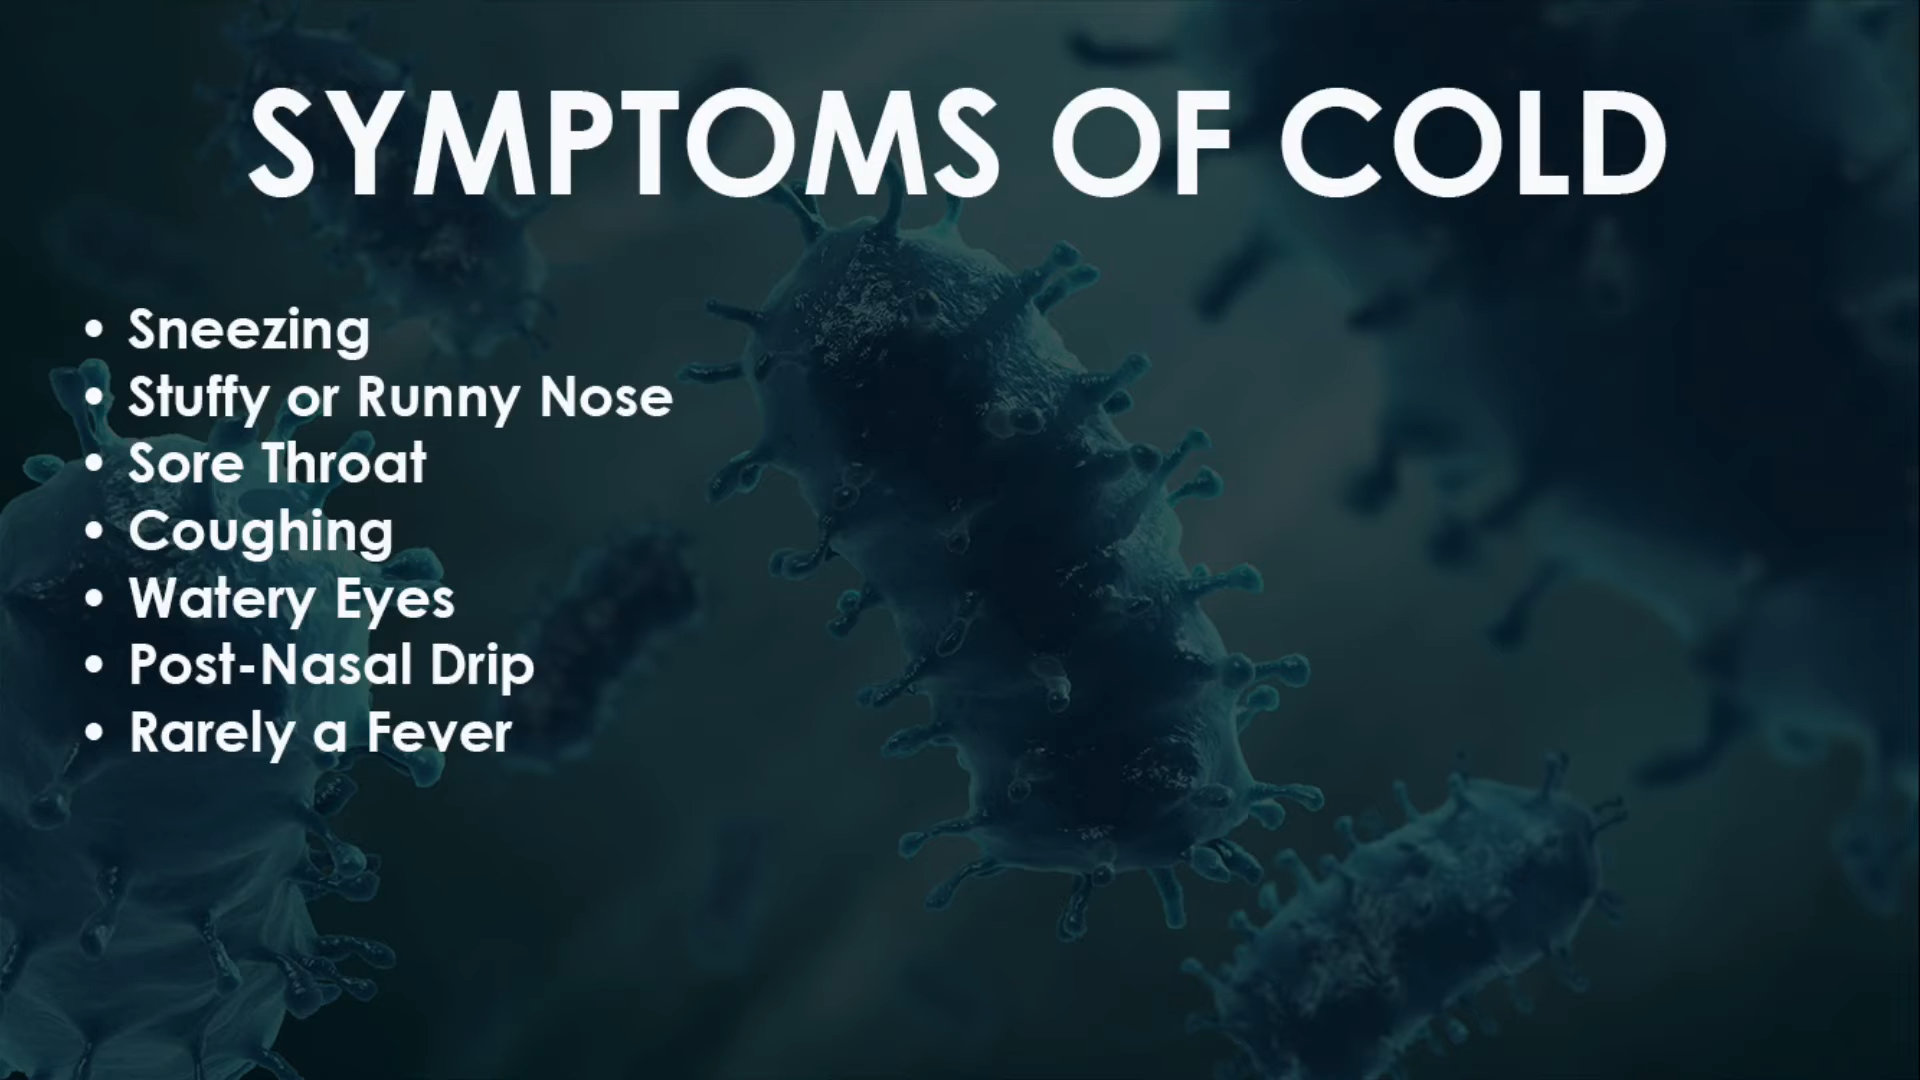 SYMPTOMS OF COLD
• Sneezing
• Stuffy or Runny Nose
• Sore Throat
• Coughing
• Watery Eyes
• Post-Nasal Drip
• Rarely a Fever